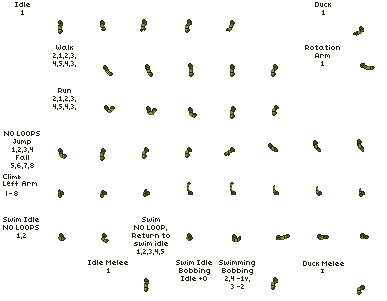 Idle
1
Duck
1
Walk
2,1,2,3,
4,5,4,3,
Rotation
Arm
1
Run
2,1,2,3,
4,5,4,3,
NO LOOPS
Jump
1,2,3,4
Fall
5,6,7,8
Climb
Left Arm
1-8
Swim Idle
NO LOOPS
1,2
Swim
NO LOOP,
Return to
swim idle
1,2,3,4,5
Swim Idle
Bobbing
Idle +0
Swimming
Bobbing
2,4 -1v,
3 -2
Idle Melee
1
Duck Melee
1